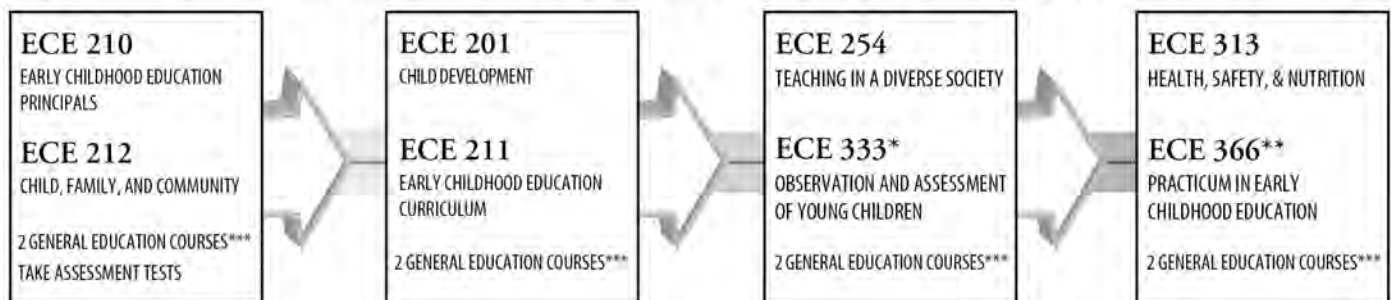 ECE 210
EARLY CHILDHOOD EDUCATION
PRINCIPALS
ECE 212
CHILD, FAMILY, AND COMMUNITY
2 GENERAL EDUCATION COURSES***
TAKE ASSESSMENT TESTS
ECE 201
CHILD DEVELOPMENT
ECE 211
EARLY CHILDHOOD EDUCATION
CURRICULUM
2 GENERAL EDUCATION COURSES***
ECE 254
TEACHING IN A DIVERSE SOCIETY
ECE 333*
OBSERVATION AND ASSESSMENT
OF YOUNG CHILDREN
2 GENERAL EDUCATION COURSES***
ECE 313
HEALTH, SAFETY, & NUTRITION
ECE 366**
PRACTICUM IN EARLY
CHILDHOOD EDUCATION
2 GENERAL EDUCATION COURSES***